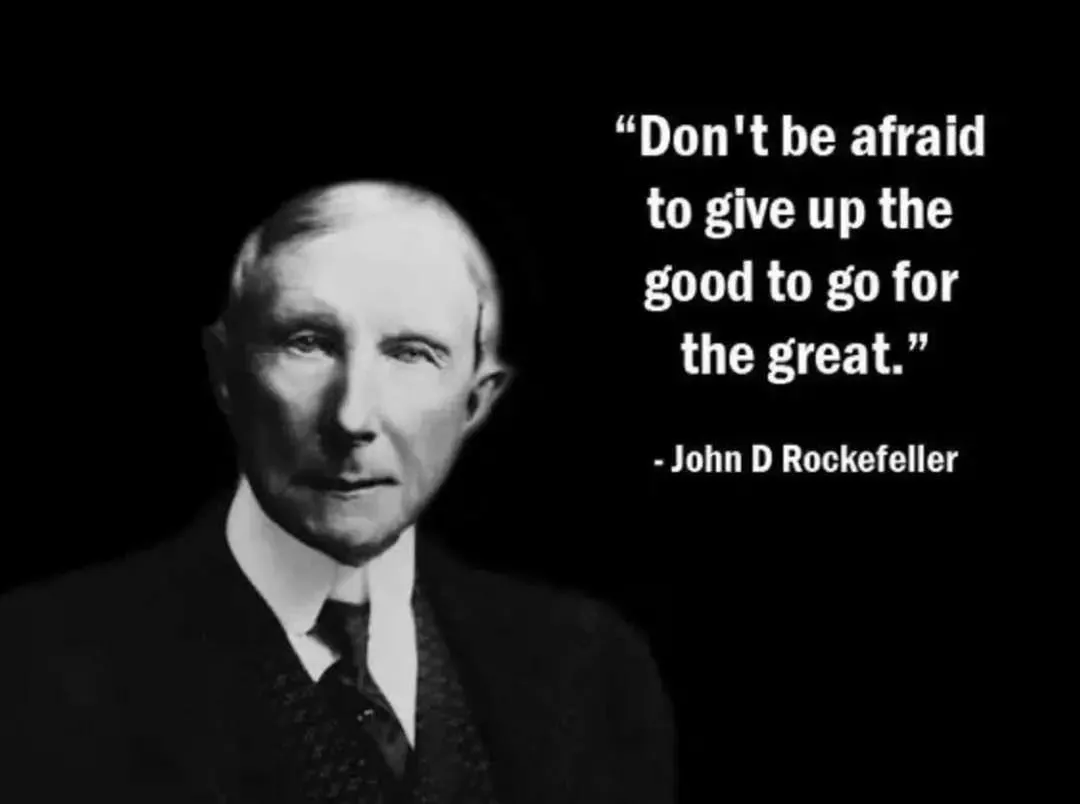 “Don't be afraid
to give up the
good to go for
the great.”
- John D Rockefeller